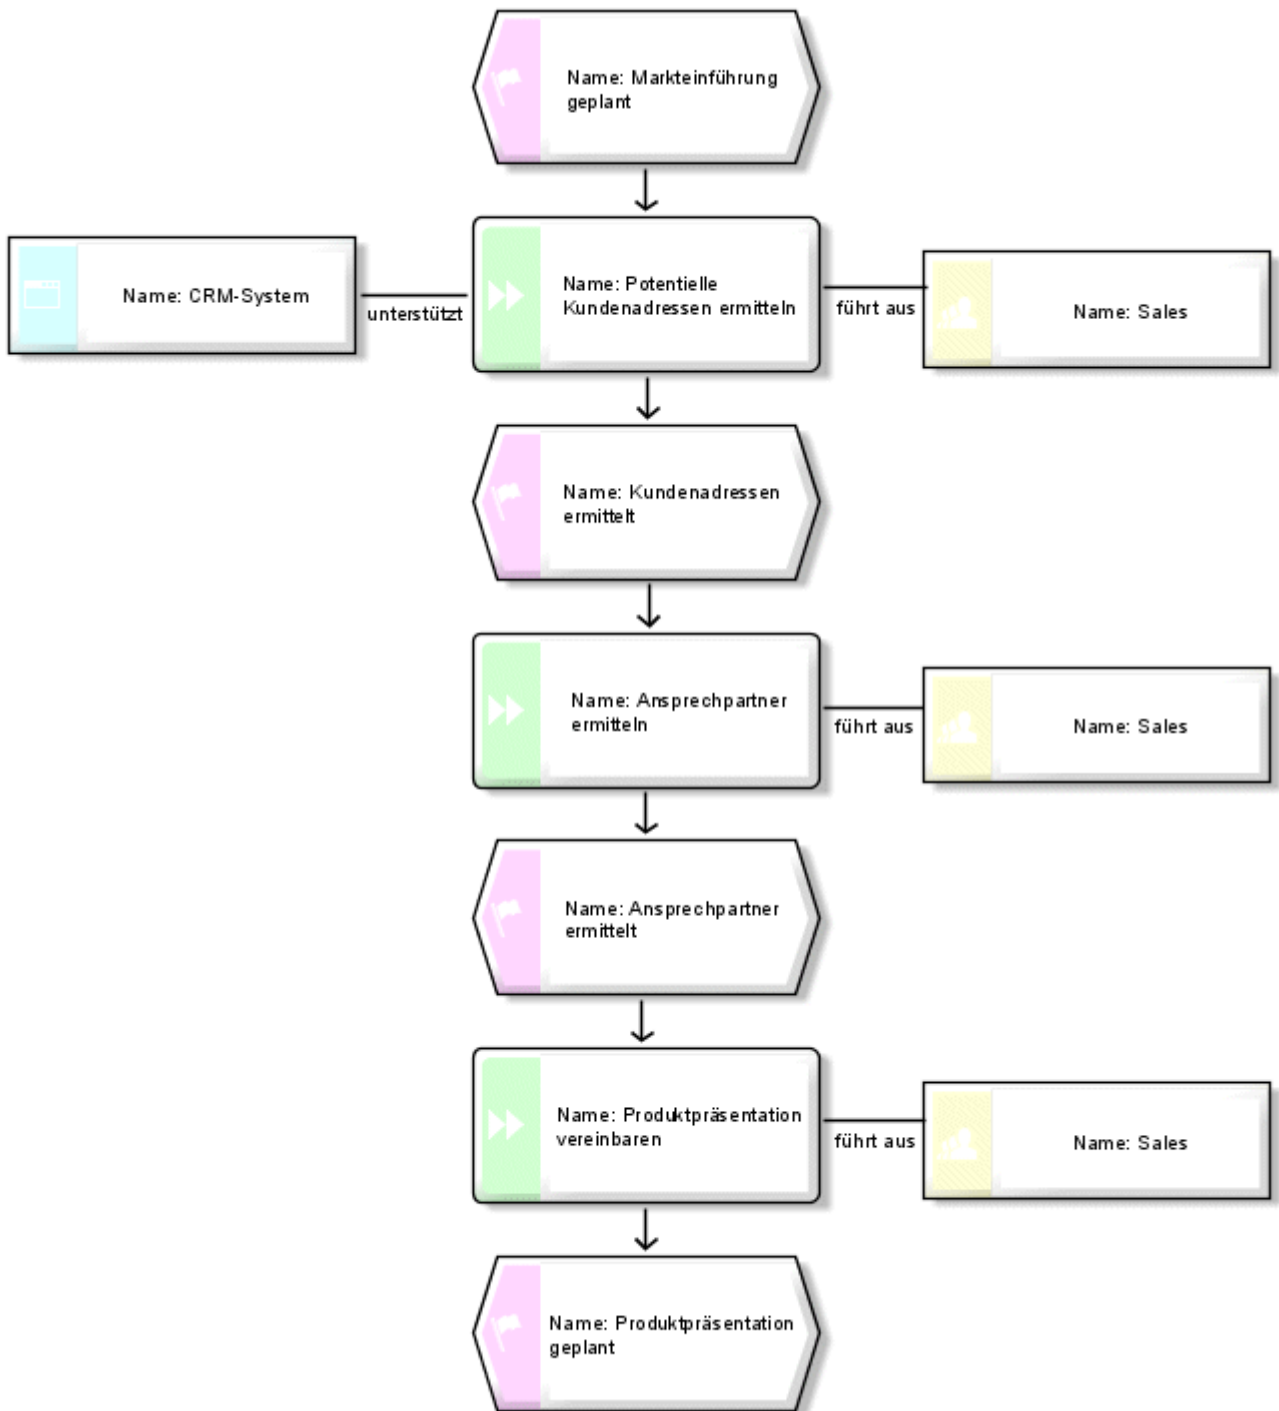 Name: Markteinführung
geplant
Name: CRM-System
unterstützt
Name: Potentielle
Kundenadressen ermitteln
führt aus
Name: Sales
Name: Kundenadressen
ermittelt
Name: Ansprechpartner
ermitteln
führt aus
Name: Sales
Name: Ansprechpartner
ermittelt
Name: Produktpräsentation
vereinbaren
führt aus
Name: Sales
Name: Produktpräsentation
geplant